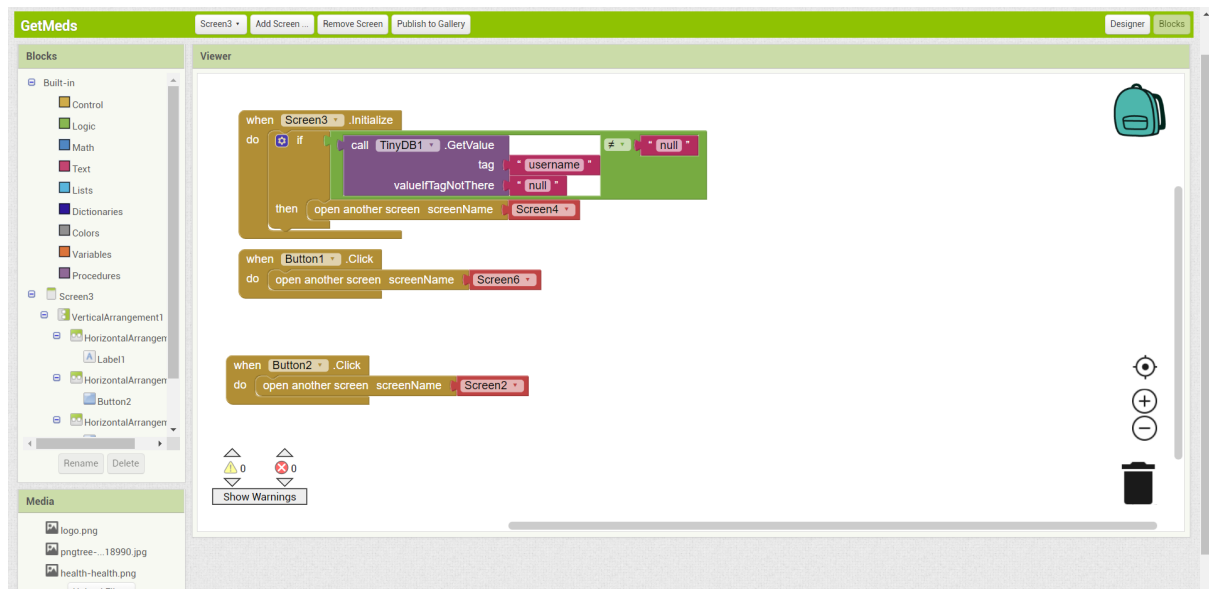 GetMeds
Screen3 Add Screen ... Remove Screen Publish to Gallery
Designer Blocks
Blocks
Built-in
Control
Logic
Math
Text
Lists
Dictionaries
Colors
Variables
Procedures
Screen3
VerticalArrangement1
HorizontalArrangem
Label1
HorizontalArrangem
Button2
HorizontalArrangem
Rename Delete
Media
logo.png
pngtree-...18990.jpg
health-health.png
Viewer
when Screen3 .Initialize
do if call TinyDB1 .GetValue ≠ " null "
tag " username "
valueIfTagNotThere " null "
then open another screen screenName Screen4
when Button1 .Click
do open another screen screenName Screen6
when Button2 .Click
do open another screen screenName Screen2
0 0
Show Warnings